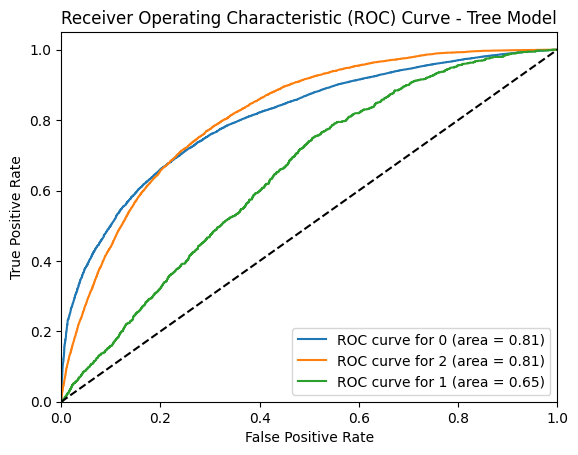 Receiver Operating Characteristic (ROC) Curve - Tree Model
True Positive Rate
1.0
0.8
0.6
0.4
0.2
0.0
ROC curve for 0 (area = 0.81)
ROC curve for 2 (area = 0.81)
ROC curve for 1 (area = 0.65)
0.0 0.2 0.4 0.6 0.8 1.0
False Positive Rate